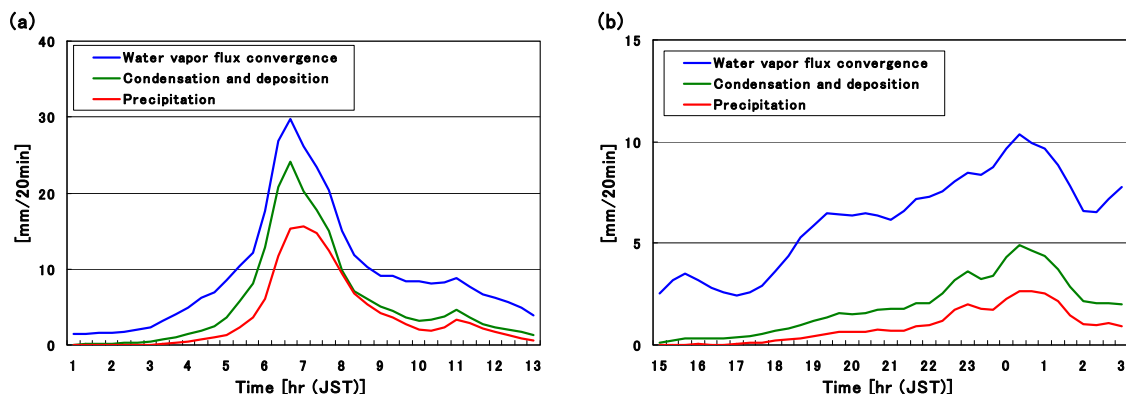 (a)
[mm/20min]
40
30
20
10
0
Water vapor flux convergence
Condensation and deposition
Precipitation
1 2 3 4 5 6 7 8 9 10 11 12 13
Time [hr (JST)]
(b)
[mm/20min]
15
10
5
0
Water vapor flux convergence
Condensation and deposition
Precipitation
15 16 17 18 19 20 21 22 23 0 1 2 3
Time [hr (JST)]